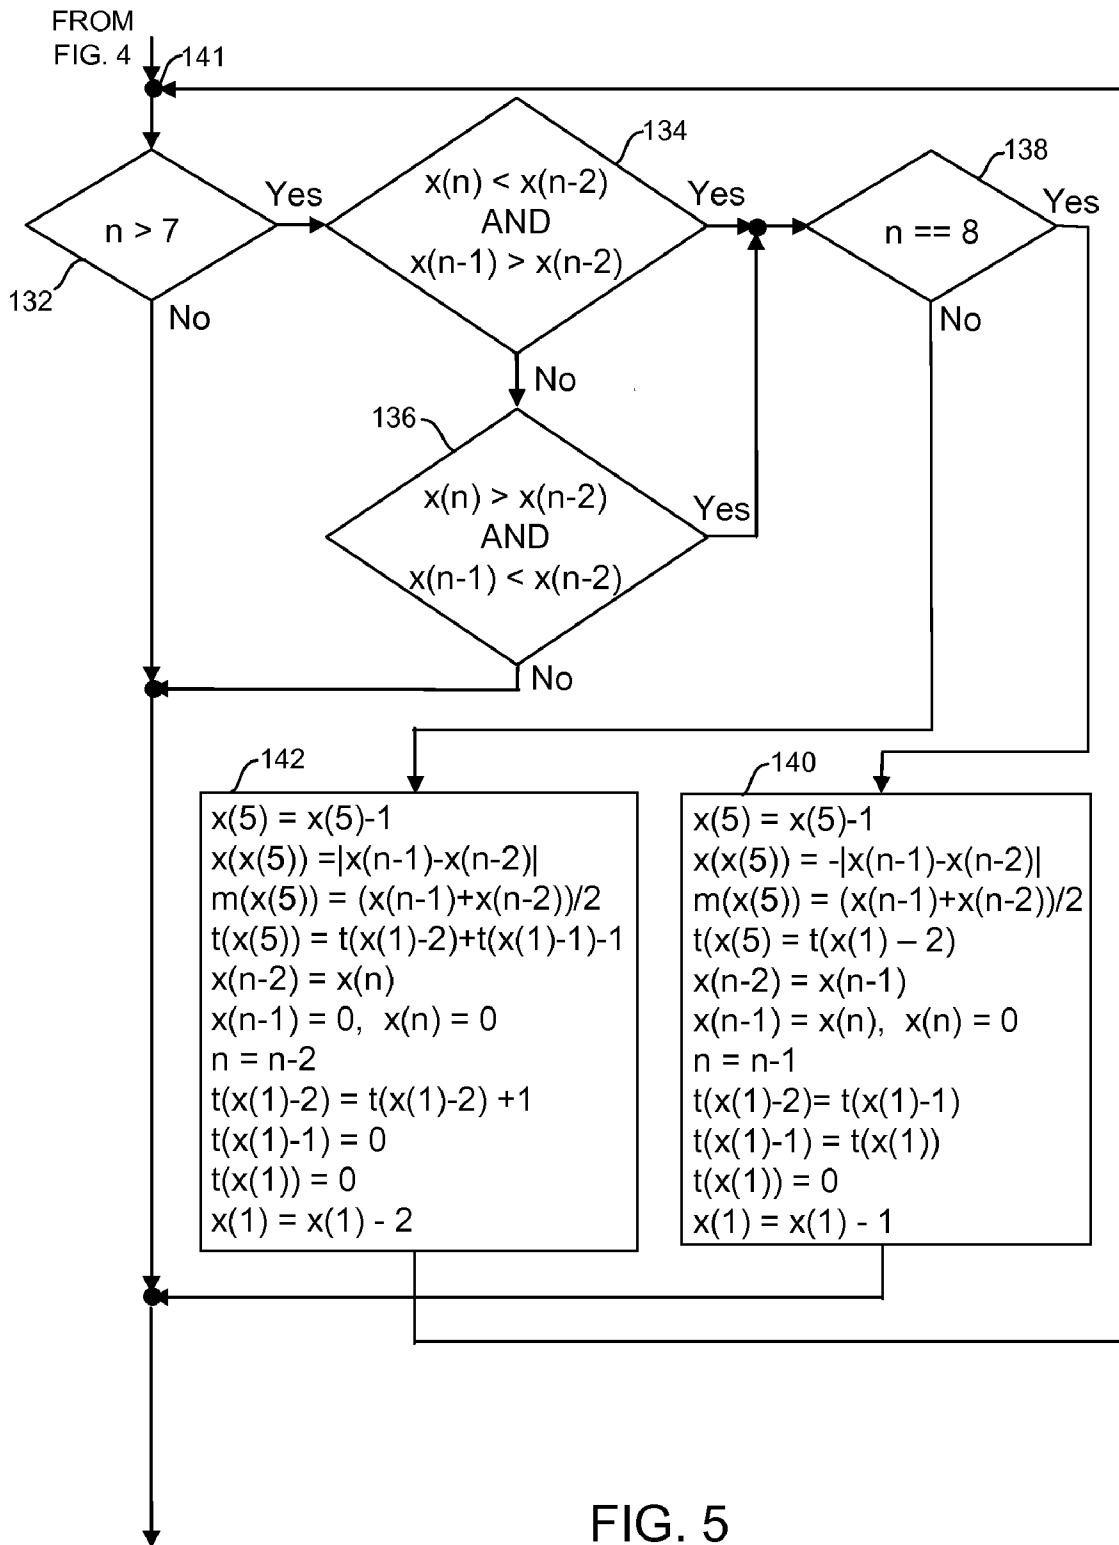 FROM
FIG. 4
141
134
138
n > 7
Yes
132
No
x(n) < x(n-2)
AND
x(n-1) > x(n-2)
Yes
No
n == 8
Yes
No
136
x(n) > x(n-2)
AND
x(n-1) < x(n-2)
Yes
No
142
x(5) = x(5)-1
x(x(5)) =|x(n-1)-x(n-2)|
m(x(5)) = (x(n-1)+x(n-2))/2
t(x(5)) = t(x(1)-2)+t(x(1)-1)-1
x(n-2) = x(n)
x(n-1) = 0, x(n) = 0
n = n-2
t(x(1)-2) = t(x(1)-2) +1
t(x(1)-1) = 0
t(x(1)) = 0
x(1) = x(1) - 2
140
x(5) = x(5)-1
x(x(5)) = -|x(n-1)-x(n-2)|
m(x(5)) = (x(n-1)+x(n-2))/2
t(x(5) = t(x(1) – 2)
x(n-2) = x(n-1)
x(n-1) = x(n), x(n) = 0
n = n-1
t(x(1)-2)= t(x(1)-1)
t(x(1)-1) = t(x(1))
t(x(1)) = 0
x(1) = x(1) - 1
FIG. 5